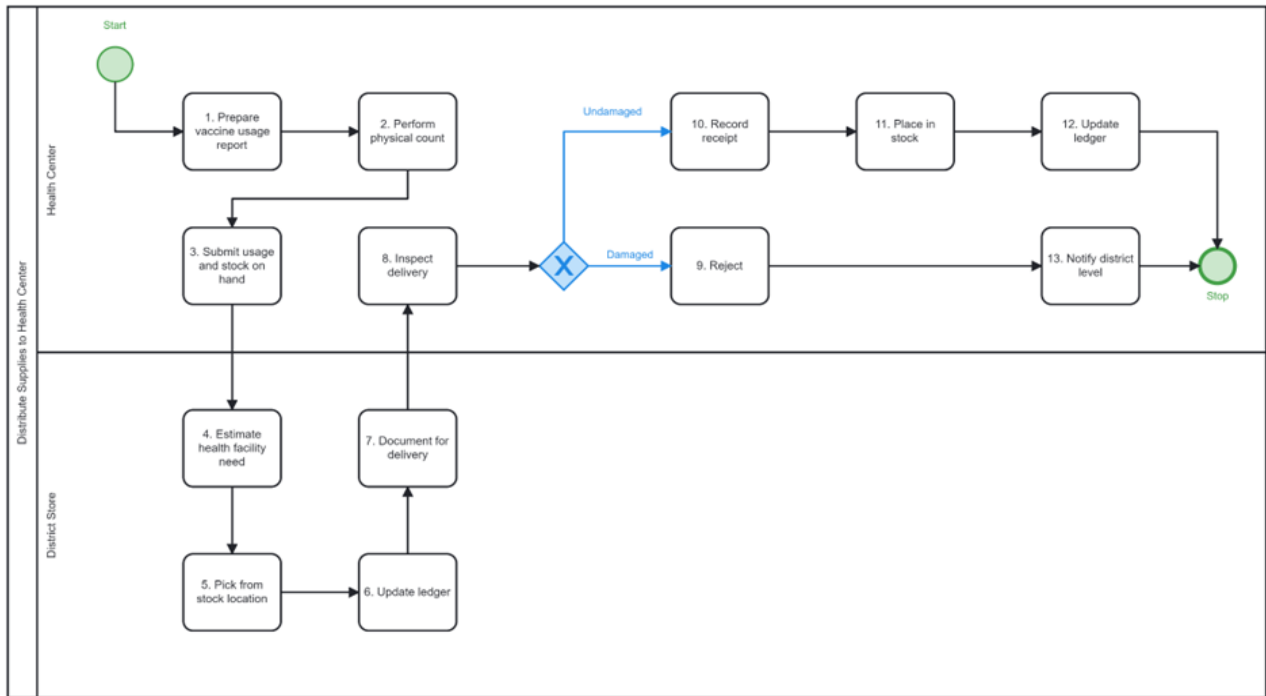 Distribute Supplies to Health Center
Health Center
District Store
Start
1. Prepare
vaccine usage
report
2. Perform
physical count
3. Submit usage
and stock on
hand
4. Estimate
health facility
need
5. Pick from
stock location
6. Update ledger
7. Document for
delivery
8. Inspect
delivery
X
Undamaged
Damaged
9. Reject
10. Record
receipt
11. Place in
stock
12. Update
ledger
13. Notify district
level
Stop